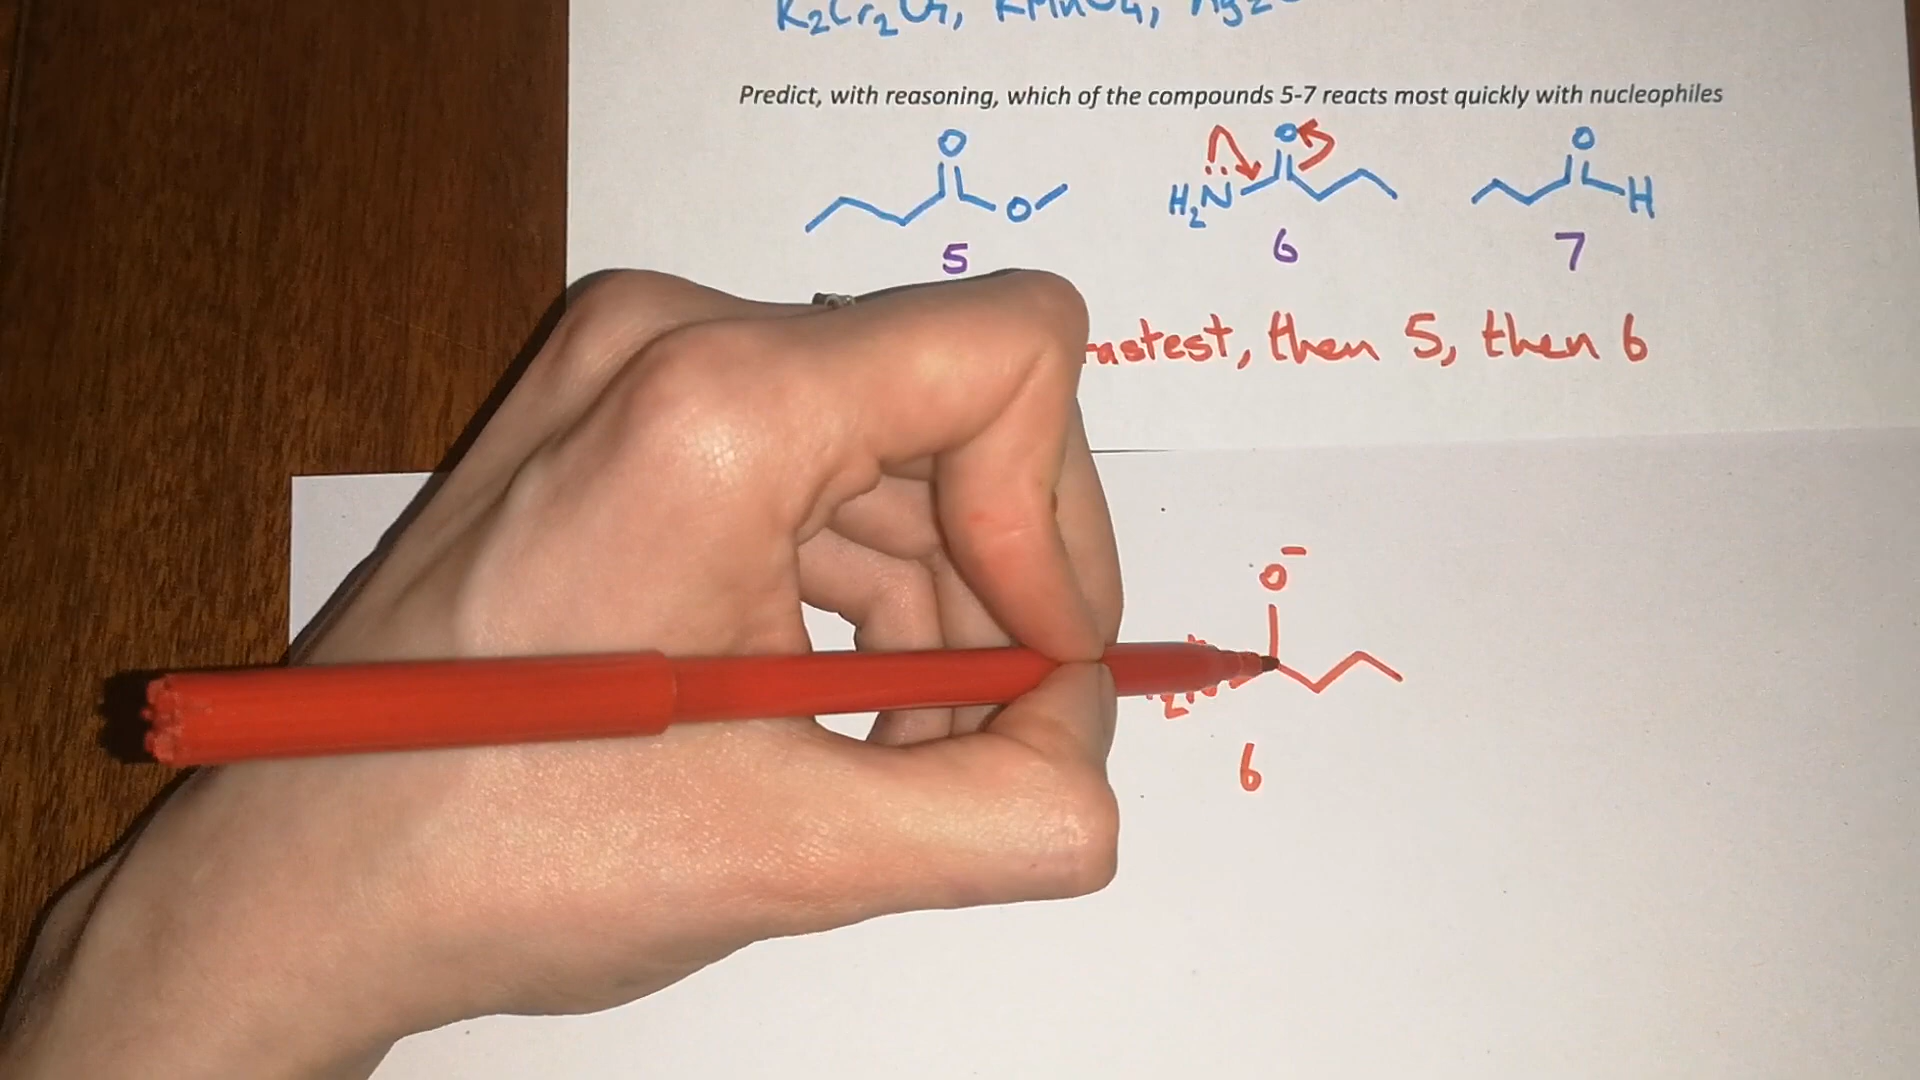 K2Cr2O7, KMnO4, Ag2
Predict, with reasoning, which of the compounds 5-7 reacts most quickly with nucleophiles
O O O
O H2N H
5 6 7
fastest, then 5, then 6
O-
6